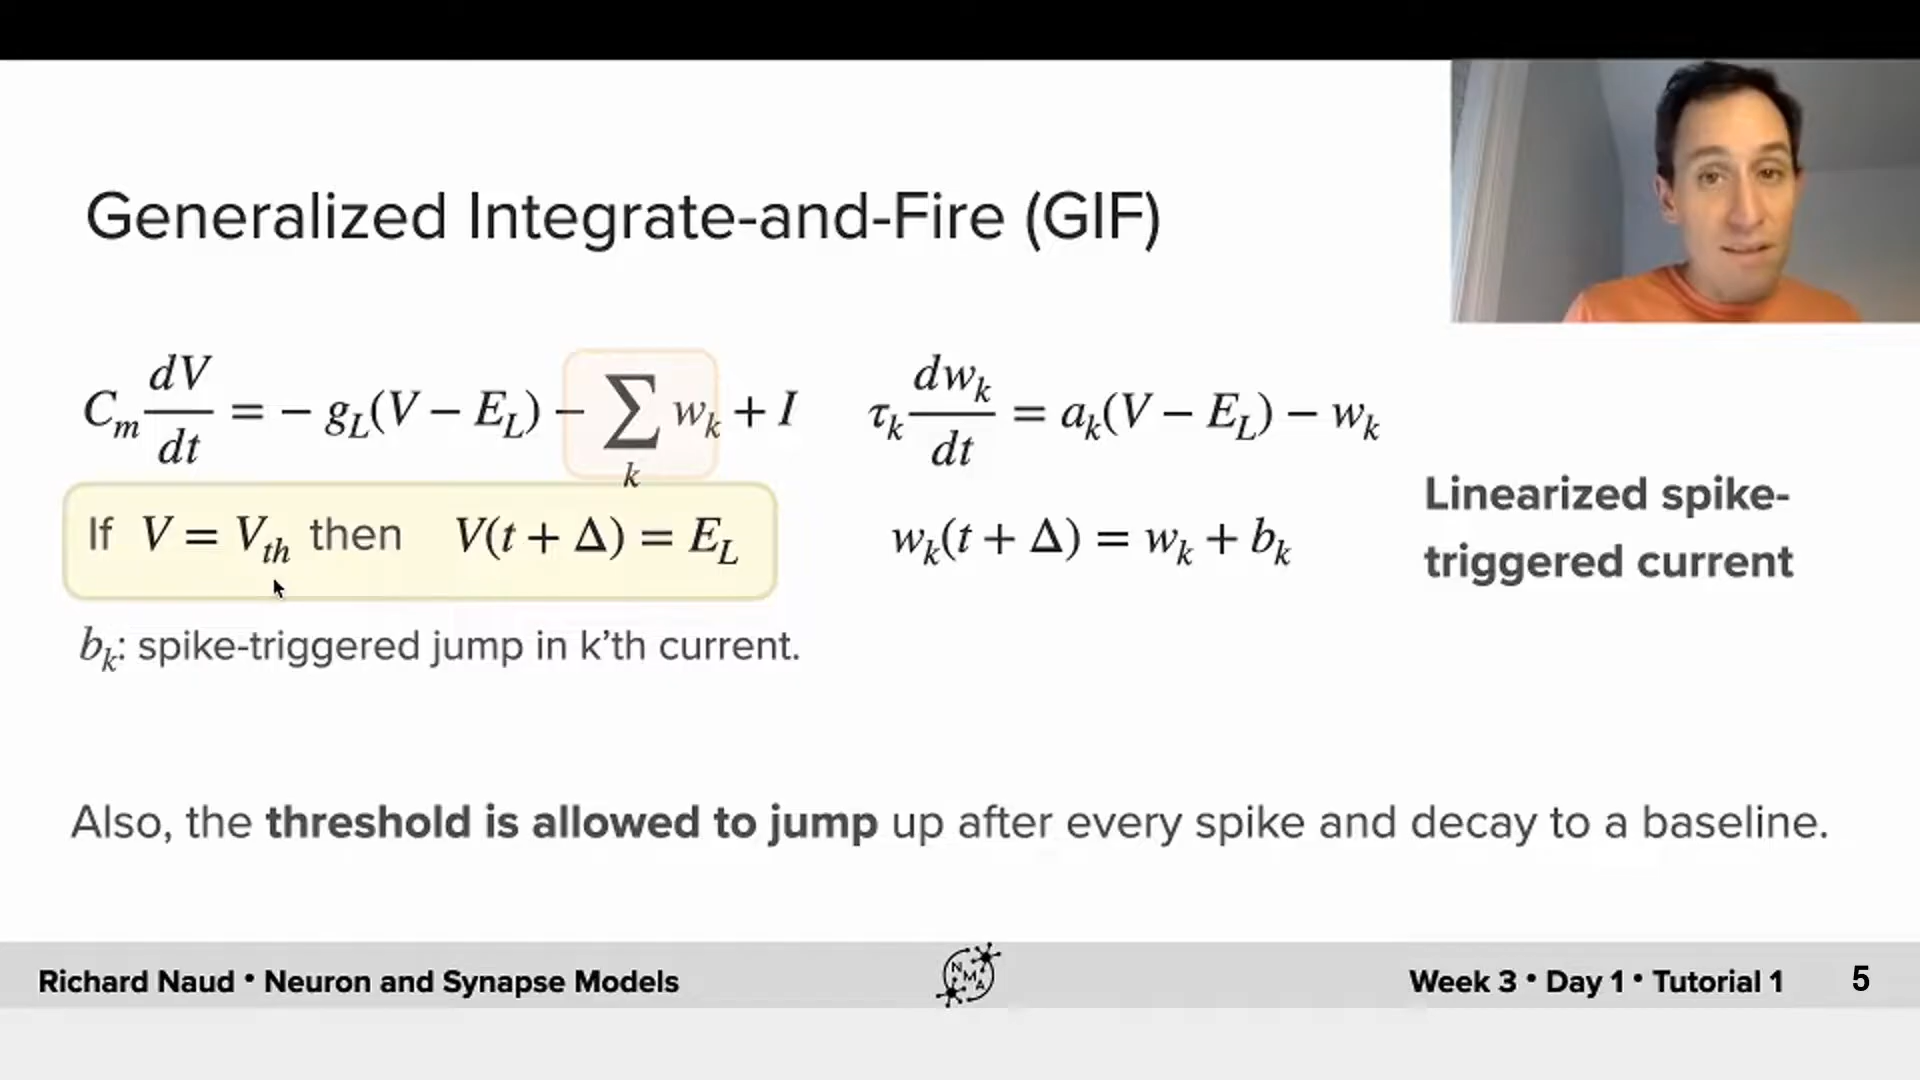 Generalized Integrate-and-Fire (GIF)
C_m dV/dt = − g_L(V − E_L) − ∑_k w_k + I
τ_k dw_k/dt = a_k(V − E_L) − w_k
If V = V_th then V(t + Δ) = E_L
w_k(t + Δ) = w_k + b_k
Linearized spike-
triggered current
b_k: spike-triggered jump in k’th current.
Also, the threshold is allowed to jump up after every spike and decay to a baseline.
Richard Naud • Neuron and Synapse Models
N M A
Week 3 • Day 1 • Tutorial 1
5